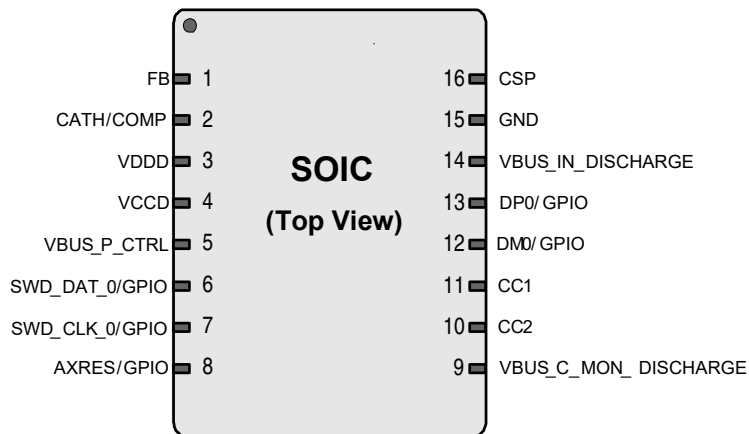 FB 1 16 CSP
CATH/COMP 2 15 GND
VDDD 3 SOIC 14 VBUS_IN_DISCHARGE
VCCD 4 (Top View) 13 DP0/ GPIO
VBUS_P_CTRL 5 12 DM0/ GPIO
SWD_DAT_0/GPIO 6 11 CC1
SWD_CLK_0/GPIO 7 10 CC2
AXRES/GPIO 8 9 VBUS_C_MON_ DISCHARGE